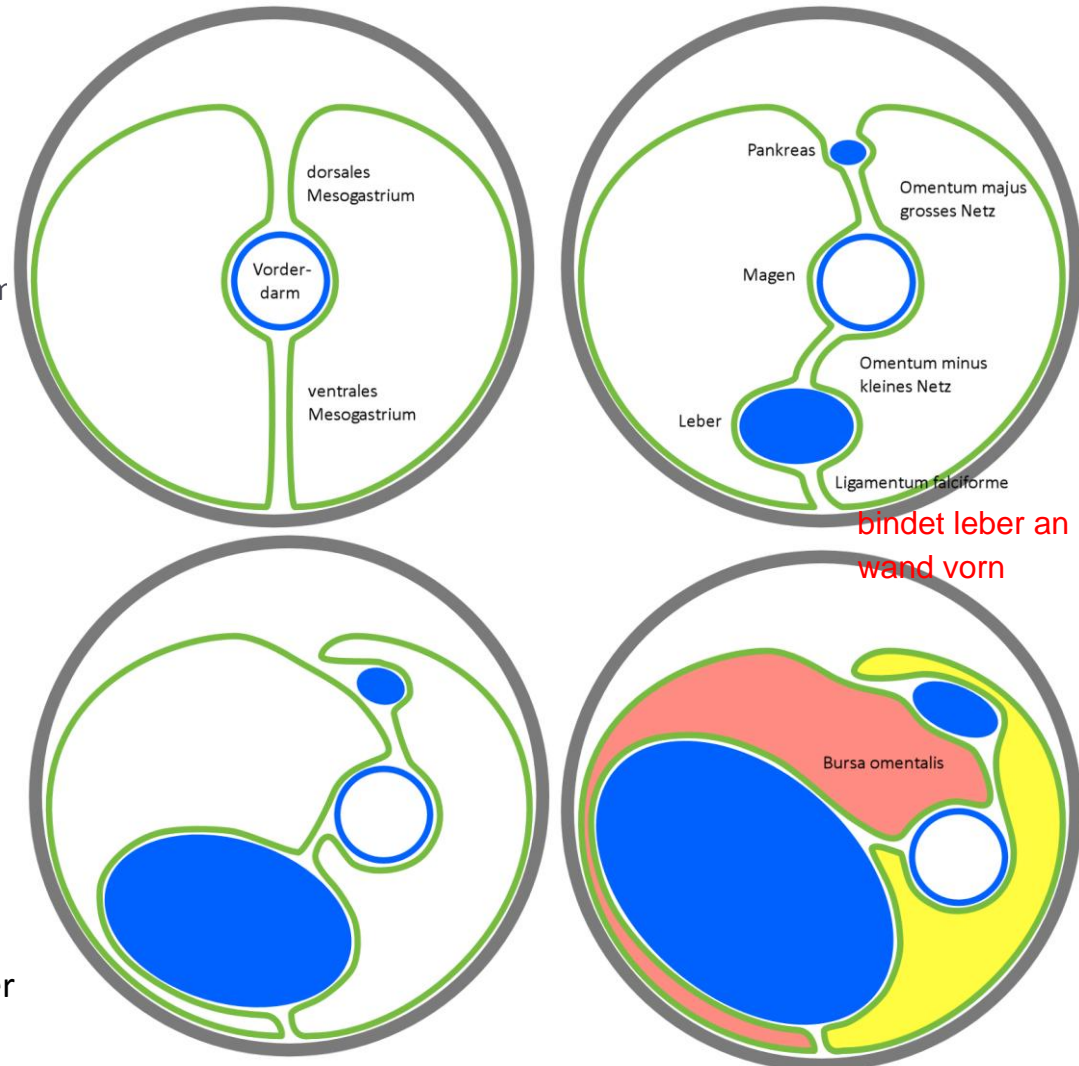 dorsales
Mesogastrium
Vorder-
darm
ventrales
Mesogastrium
Pankreas
Omentum majus
grosses Netz
Magen
Omentum minus
kleines Netz
Leber
Ligamentum falciforme
bindet leber an
wand vorn
Bursa omentalis